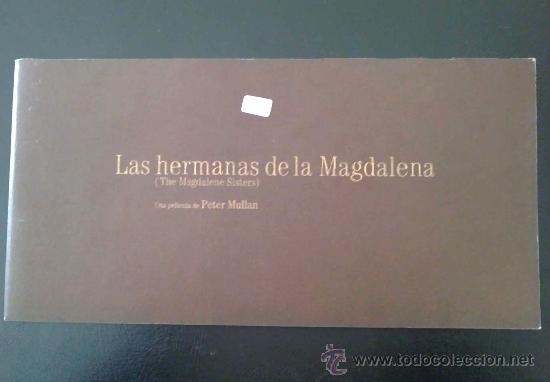 Las hermanas de la Magdalena
(The Magdalene Sisters)
Una película de Peter Mullan
www.todocoleccion.net